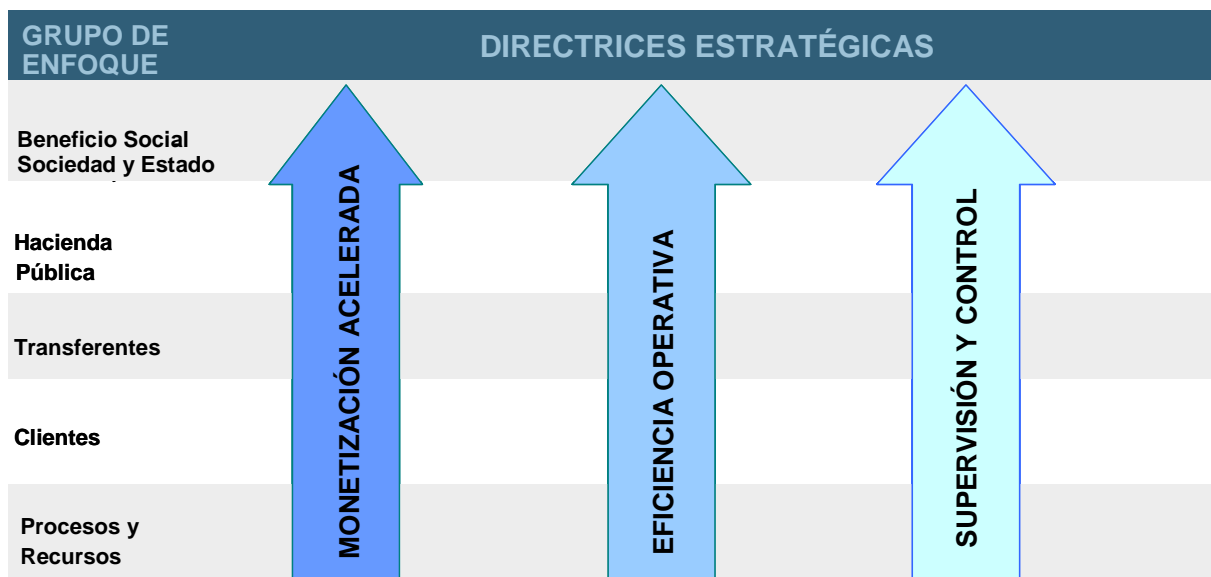 GRUPO DE
ENFOQUE
DIRECTRICES ESTRATÉGICAS
Beneficio Social
Sociedad y Estado
Hacienda
Pública
Transferentes
Clientes
Procesos y
Recursos
MONETIZACIÓN ACELERADA
EFICIENCIA OPERATIVA
SUPERVISIÓN Y CONTROL